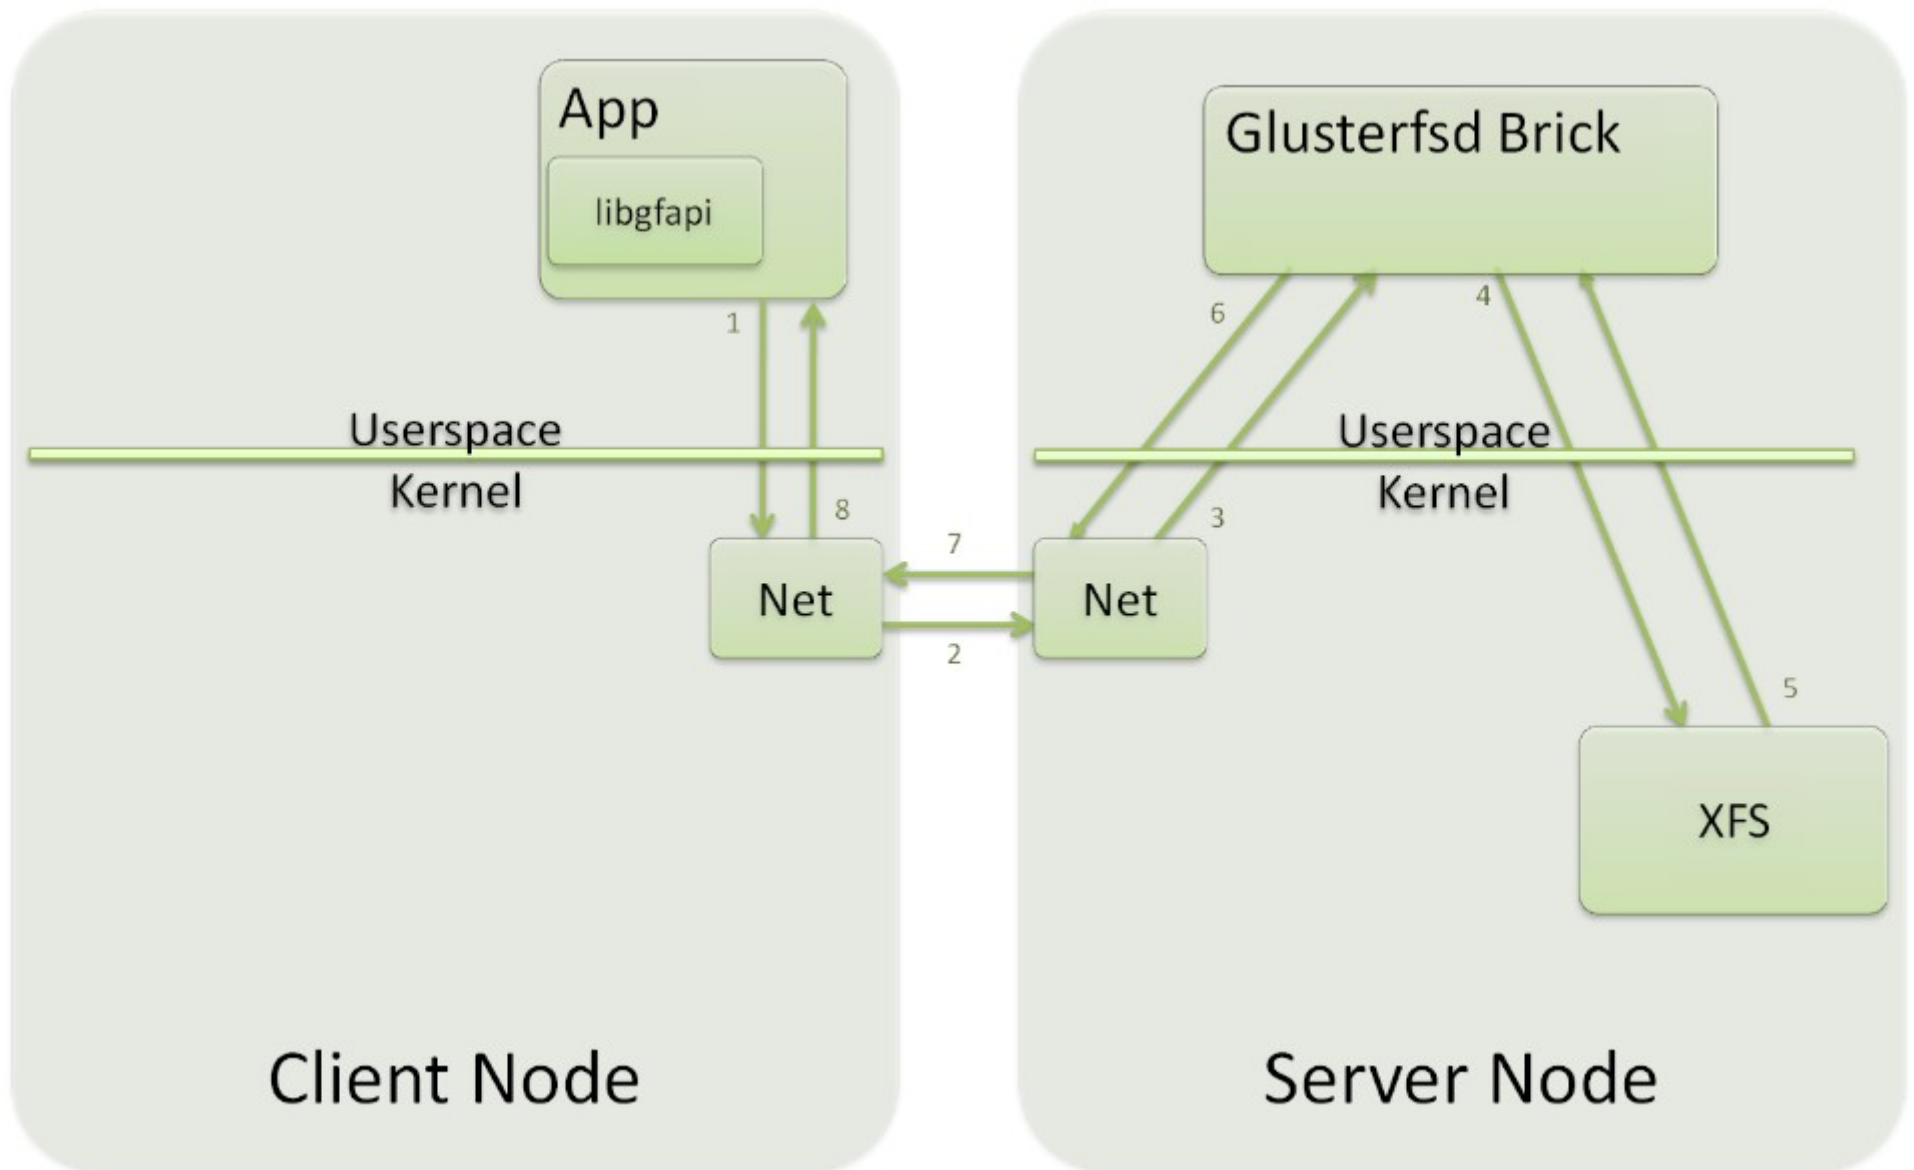 App
libgfapi
1
Userspace
Kernel
8
Net
7
2
Client Node
Glusterfsd Brick
6
4
Userspace
Kernel
3
Net
5
XFS
Server Node